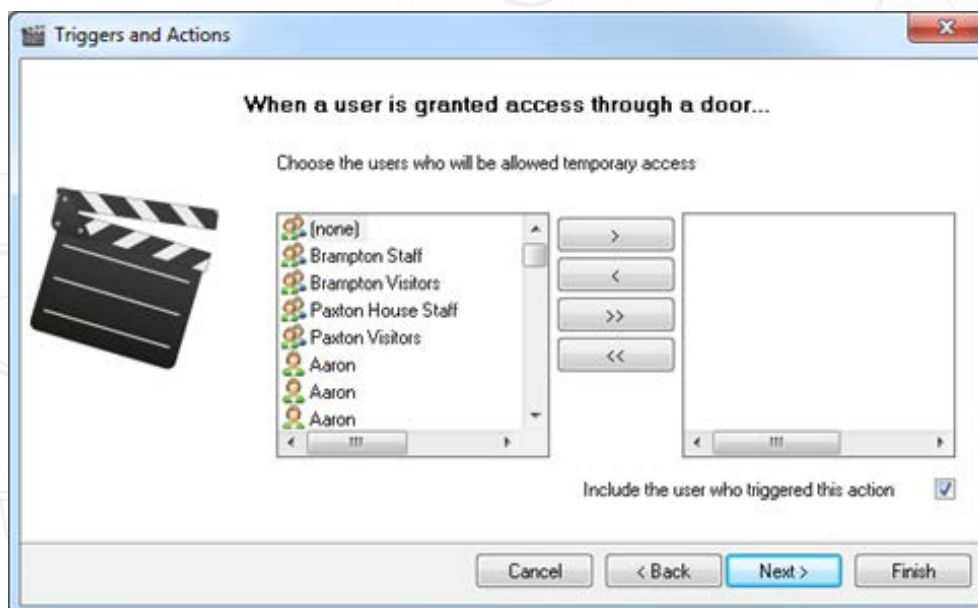 Triggers and Actions
When a user is granted access through a door...
Choose the users who will be allowed temporary access
(none)
Brampton Staff
Brampton Visitors
Paxton House Staff
Paxton Visitors
Aaron
Aaron
Aaron
>
<
>>
<<
Include the user who triggered this action
Cancel
< Back
Next >
Finish